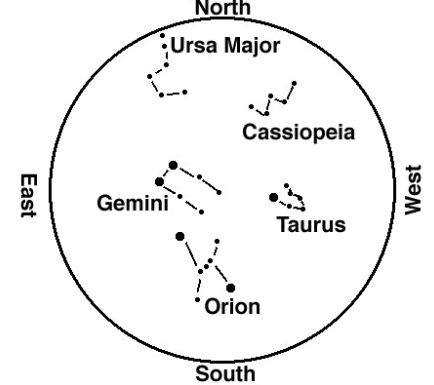 North
Ursa Major
Cassiopeia
East
West
Gemini
Taurus
Orion
South